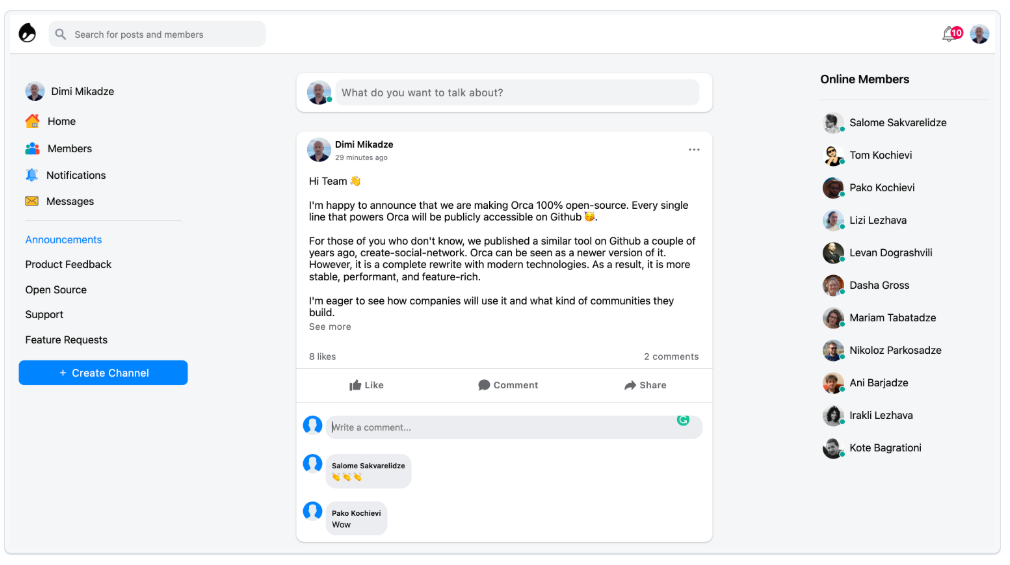 Search for posts and members
10
Dimi Mikadze
Home
Members
Notifications
Messages
Announcements
Product Feedback
Open Source
Support
Feature Requests
+ Create Channel
What do you want to talk about?
Dimi Mikadze
29 minutes ago
Hi Team 👋
I'm happy to announce that we are making Orca 100% open-source. Every single
line that powers Orca will be publicly accessible on Github 🥳.
For those of you who don't know, we published a similar tool on Github a couple of
years ago, create-social-network. Orca can be seen as a newer version of it.
However, it is a complete rewrite with modern technologies. As a result, it is more
stable, performant, and feature-rich.
I'm eager to see how companies will use it and what kind of communities they
build.
See more
8 likes
2 comments
Like
Comment
Share
Write a comment...
Salome Sakvarelidze
👏👏👏
Pako Kochievi
Wow
Online Members
Salome Sakvarelidze
Tom Kochievi
Pako Kochievi
Lizi Lezhava
Levan Dograshvili
Dasha Gross
Mariam Tabatadze
Nikoloz Parkosadze
Ani Barjadze
Irakli Lezhava
Kote Bagrationi